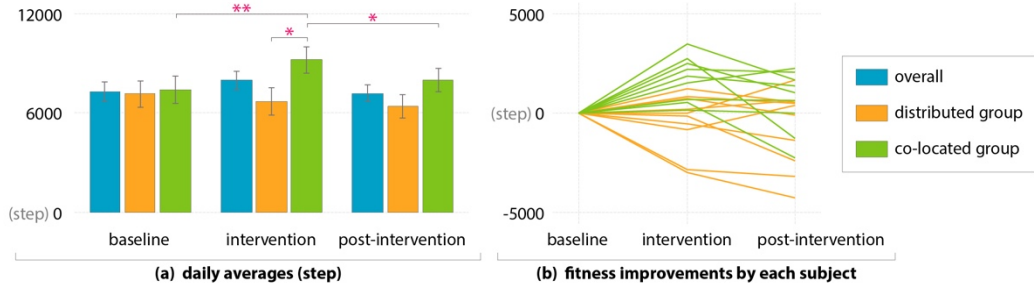 12000
**
*
*
6000
(step) 0
baseline intervention post-intervention
(a) daily averages (step)
5000
(step) 0
-5000
baseline intervention post-intervention
(b) fitness improvements by each subject
overall
distributed group
co-located group